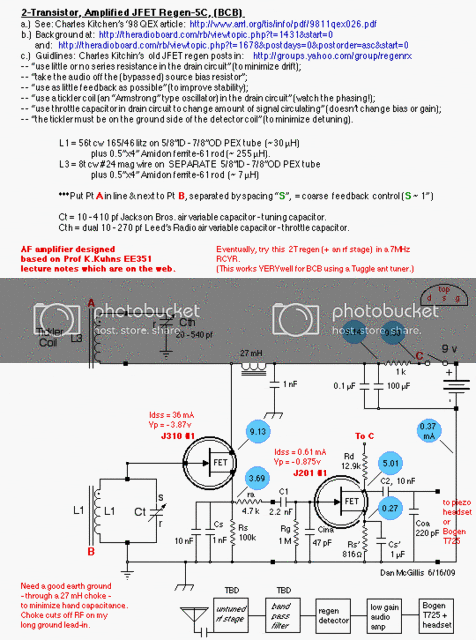 2-Transistor, Amplified JFET Regen-5C, (BCB)
a.) See: Charles Kitchen's '98 QEX article: http://www.arrl.org/tis/info/pdf/9811qex026.pdf
b.) Background at: http://theradioboard.com/rb/viewtopic.php?t=1431&start=0
and: http://theradioboard.com/rb/viewtopic.php?t=1678&postdays=0&postorder=asc&start=0
c.) Guidlines: Charles Kitchin's old JFET regen posts in: http://groups.yahoo.com/group/regenrx
-- "use little or no series resistance in the drain circuit" (to minimize drift);
-- "take the audio off the (bypassed) source bias resistor";
-- "use as little feedback as possible" (to improve stability);
-- "use a tickler coil (an "Armstrong" type oscillator) in the drain circuit" (watch the phasing!);
-- "use throttle capacitor in drain circuit to change amount of signal circulating" (doesn't change bias or gain);
-- "the tickler must be on the ground side of the detector coil" (to minimize detuning).
L1 = 56t cw 165/46 litz on 5/8"ID - 7/8"OD PEX tube (~ 30 µH)
plus 0.5"x4" Amidon ferrite-61 rod (~ 255 µH).
L3 = 8t cw #24 mag wire on SEPARATE 5/8"ID - 7/8"OD PEX tube
plus 0.5"x4" Amidon ferrite-61 rod (~ 7 µH)
***Put Pt A in line & next to Pt B, separated by spacing "S", = coarse feedback control (S ~ 1")
Ct = 10 - 410 pf Jackson Bros. air variable capacitor - tuning capacitor.
Cth = dual 10 - 270 pf Leed's Radio air variable capacitor - throttle capacitor.
AF amplifier designed
based on Prof K.Kuhns EE351
lecture notes which are on the web.
Eventually, try this 2T regen (+ an rf stage) in a 7MHz
RCVR.
(This works VERY well for BCB using a Tuggle ant tuner.)
top
d s g
A
Tickler
Coil
L3
r
Cth
20 - 540 pf
photobucket
host. store. share.
photobucket
host. store. share.
C
9 v
27 mH
1 k
1 nF
0.1 µF
100 µF
Idss = 36 mA
Vp = -3.87v
J310 Q1
9.13
Idss = 0.61 mA
Vp = -0.875v
J201 Q1
To C
0.37
mA
Rd
12.9k
5.01
FET
3.69
ra
4.7 k
C1
2.2 nF
FET
C2, 10 nF
0.27
to piezo
headset
or
Bogen
T725
L1
L1
s
Ct
r
B
10 nF
Cs
1 nF
Rs
100k
Rg
1 M
Cina
47 pF
Rs'
816 Ω
Cs'
1 µF
Coa
220 pF
Dan McGillis 6/16/09
Need a good earth ground
- through a 27 mH choke -
to minimize hand capacitance.
Choke cuts off RF on my
long ground lead-in.
TBD
TBD
untuned
rf stage
band
pass
filter
regen
detector
low gain
audio
amp
Bogen
T725 +
headset